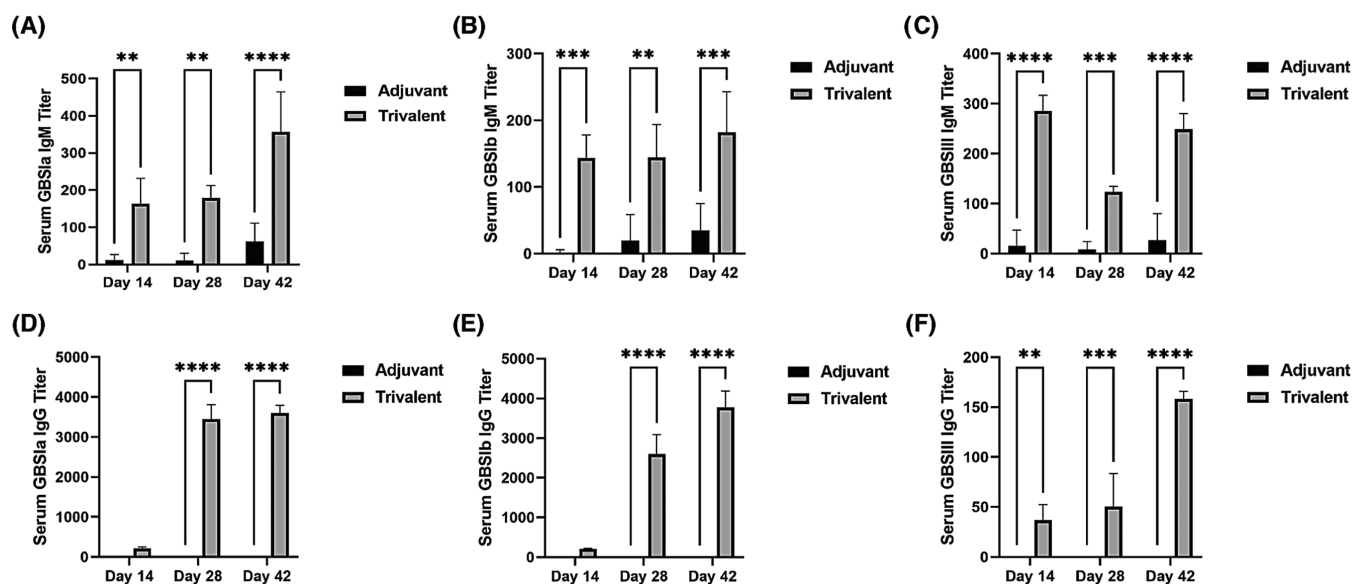 (A)
** ** ****
Serum GBSIa IgM Titer
500
400
300
200
100
0
Day 14 Day 28 Day 42
Adjuvant
Trivalent
(B)
*** ** ***
Serum GBSIb IgM Titer
300
200
100
0
Day 14 Day 28 Day 42
Adjuvant
Trivalent
(C)
**** *** ****
Serum GBSIII IgM Titer
400
300
200
100
0
Day 14 Day 28 Day 42
Adjuvant
Trivalent
(D)
**** ****
Serum GBSIa IgG Titer
5000
4000
3000
2000
1000
0
Day 14 Day 28 Day 42
Adjuvant
Trivalent
(E)
**** ****
Serum GBSIb IgG Titer
5000
4000
3000
2000
1000
0
Day 14 Day 28 Day 42
Adjuvant
Trivalent
(F)
** *** ****
Serum GBSIII IgG Titer
200
150
100
50
0
Day 14 Day 28 Day 42
Adjuvant
Trivalent